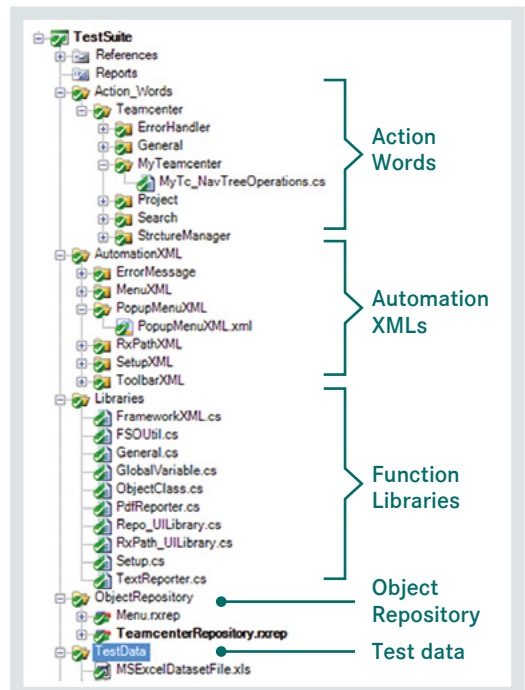 TestSuite
References
Reports
Action_Words
Teamcenter
ErrorHandler
General
MyTeamcenter
MyTc_NavTreeOperations.cs
Project
Search
StrctureManager
Action
Words
AutomationXML
ErrorMessage
MenuXML
PopupMenuXML
PopupMenuXML.xml
RxPathXML
SetupXML
ToolbarXML
Automation
XMLs
Libraries
FrameworkXML.cs
FSOUtil.cs
General.cs
GlobalVariable.cs
ObjectClass.cs
PdfReporter.cs
Repo_UILibrary.cs
RxPath_UILibrary.cs
Setup.cs
TextReporter.cs
Function
Libraries
ObjectRepository
Menu.rxrep
TeamcenterRepository.rxrep
Object
Repository
TestData
MSExcelDatasetFile.xls
Test data